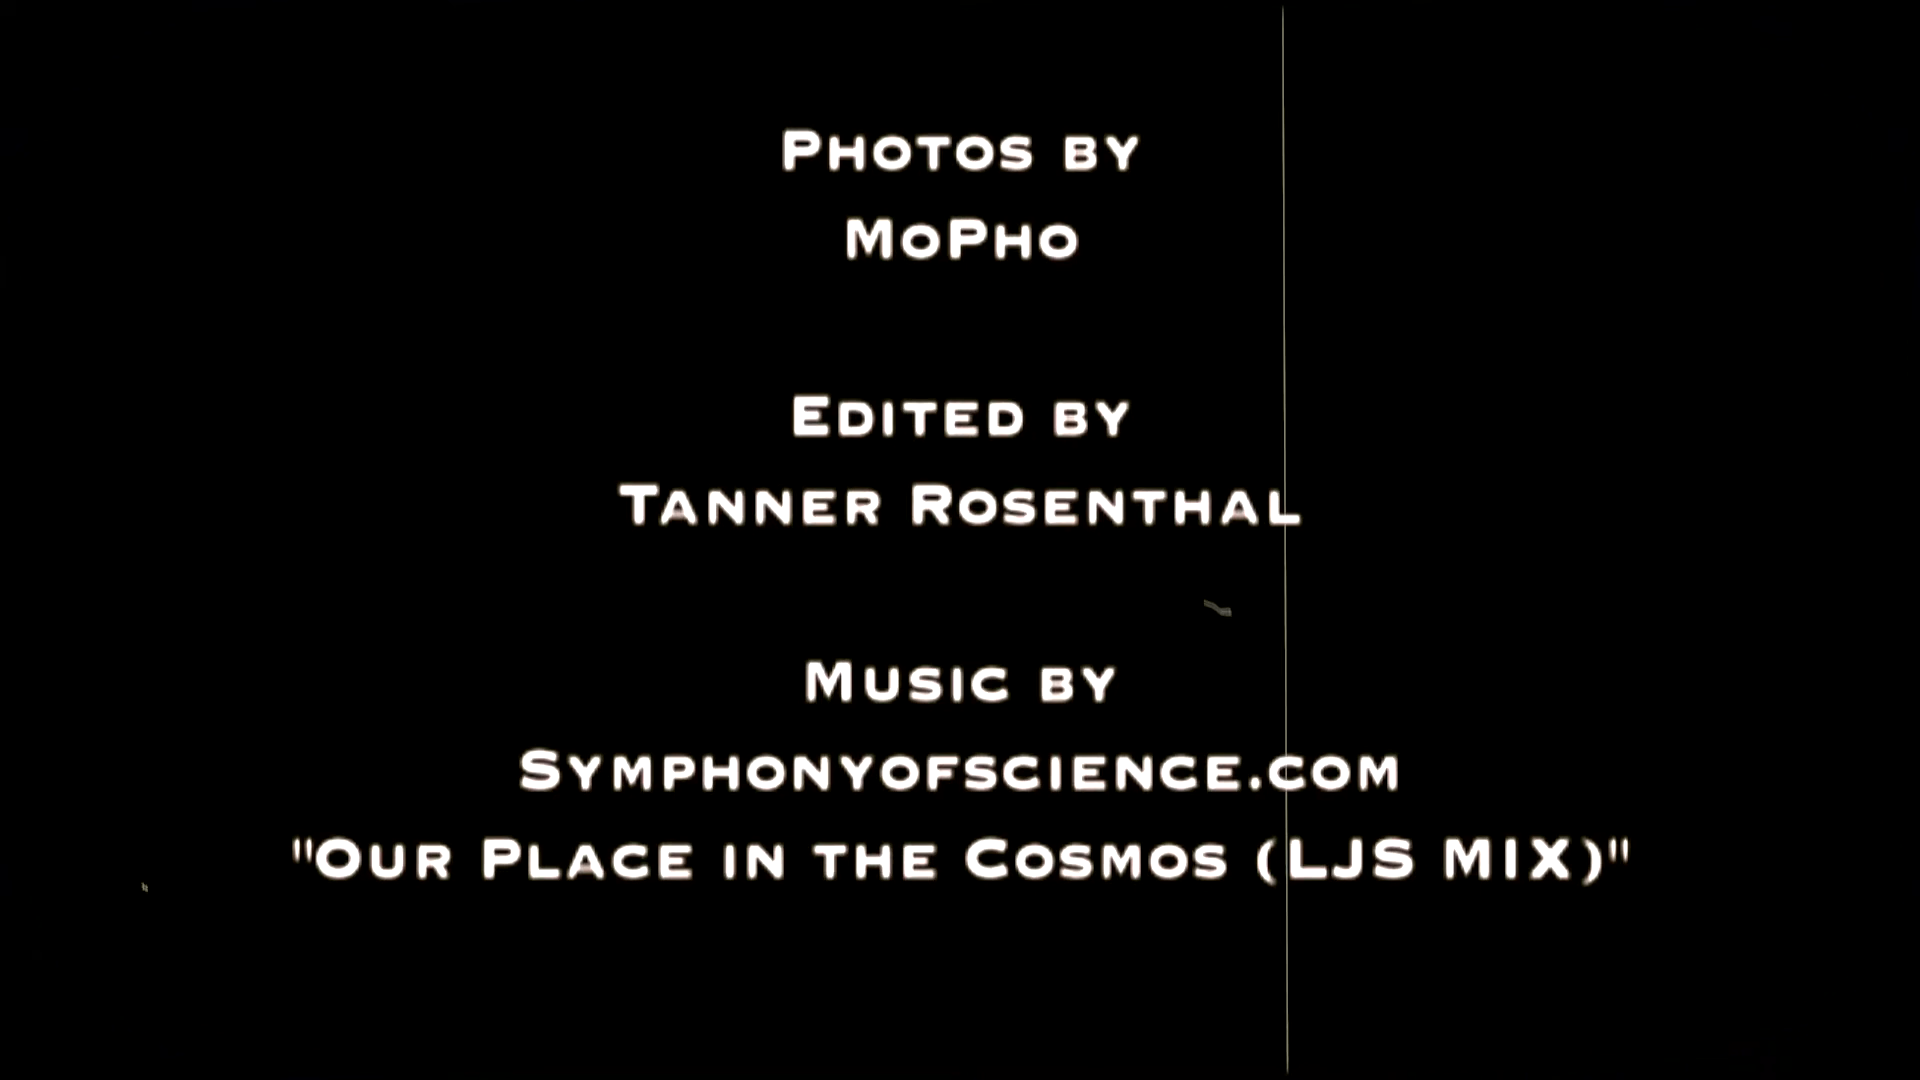 Photos by
MoPho
Edited by
Tanner Rosenthal
Music by
Symphonyofscience.com
"Our Place in the Cosmos (LJS MIX)"